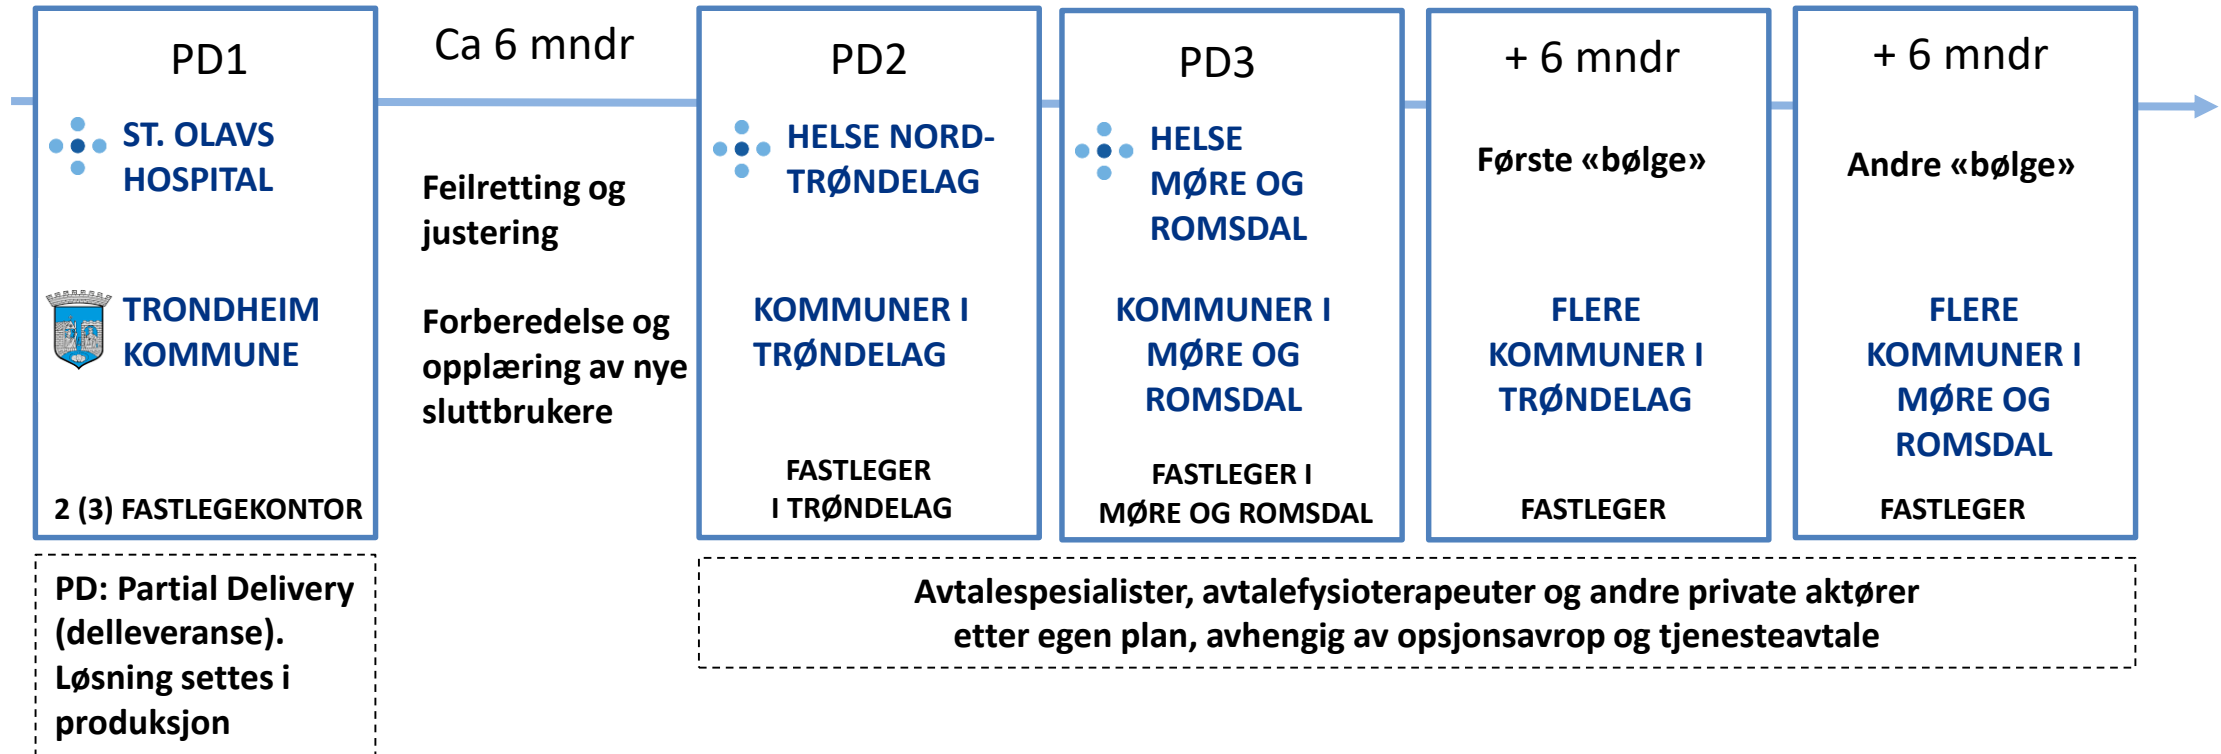 PD1
ST. OLAVS
HOSPITAL
TRONDHEIM
KOMMUNE
2 (3) FASTLEGEKONTOR
PD: Partial Delivery
(delleveranse).
Løsning settes i
produksjon
Ca 6 mndr
Feilretting og
justering
Forberedelse og
opplæring av nye
sluttbrukere
PD2
HELSE NORD-
TRØNDELAG
KOMMUNER I
TRØNDELAG
FASTLEGER
I TRØNDELAG
PD3
HELSE
MØRE OG
ROMSDAL
KOMMUNER I
MØRE OG
ROMSDAL
FASTLEGER I
MØRE OG ROMSDAL
+ 6 mndr
Første «bølge»
FLERE
KOMMUNER I
TRØNDELAG
FASTLEGER
+ 6 mndr
Andre «bølge»
FLERE
KOMMUNER I
MØRE OG
ROMSDAL
FASTLEGER
Avtalespesialister, avtalefysioterapeuter og andre private aktører
etter egen plan, avhengig av opsjonsavrop og tjenesteavtale